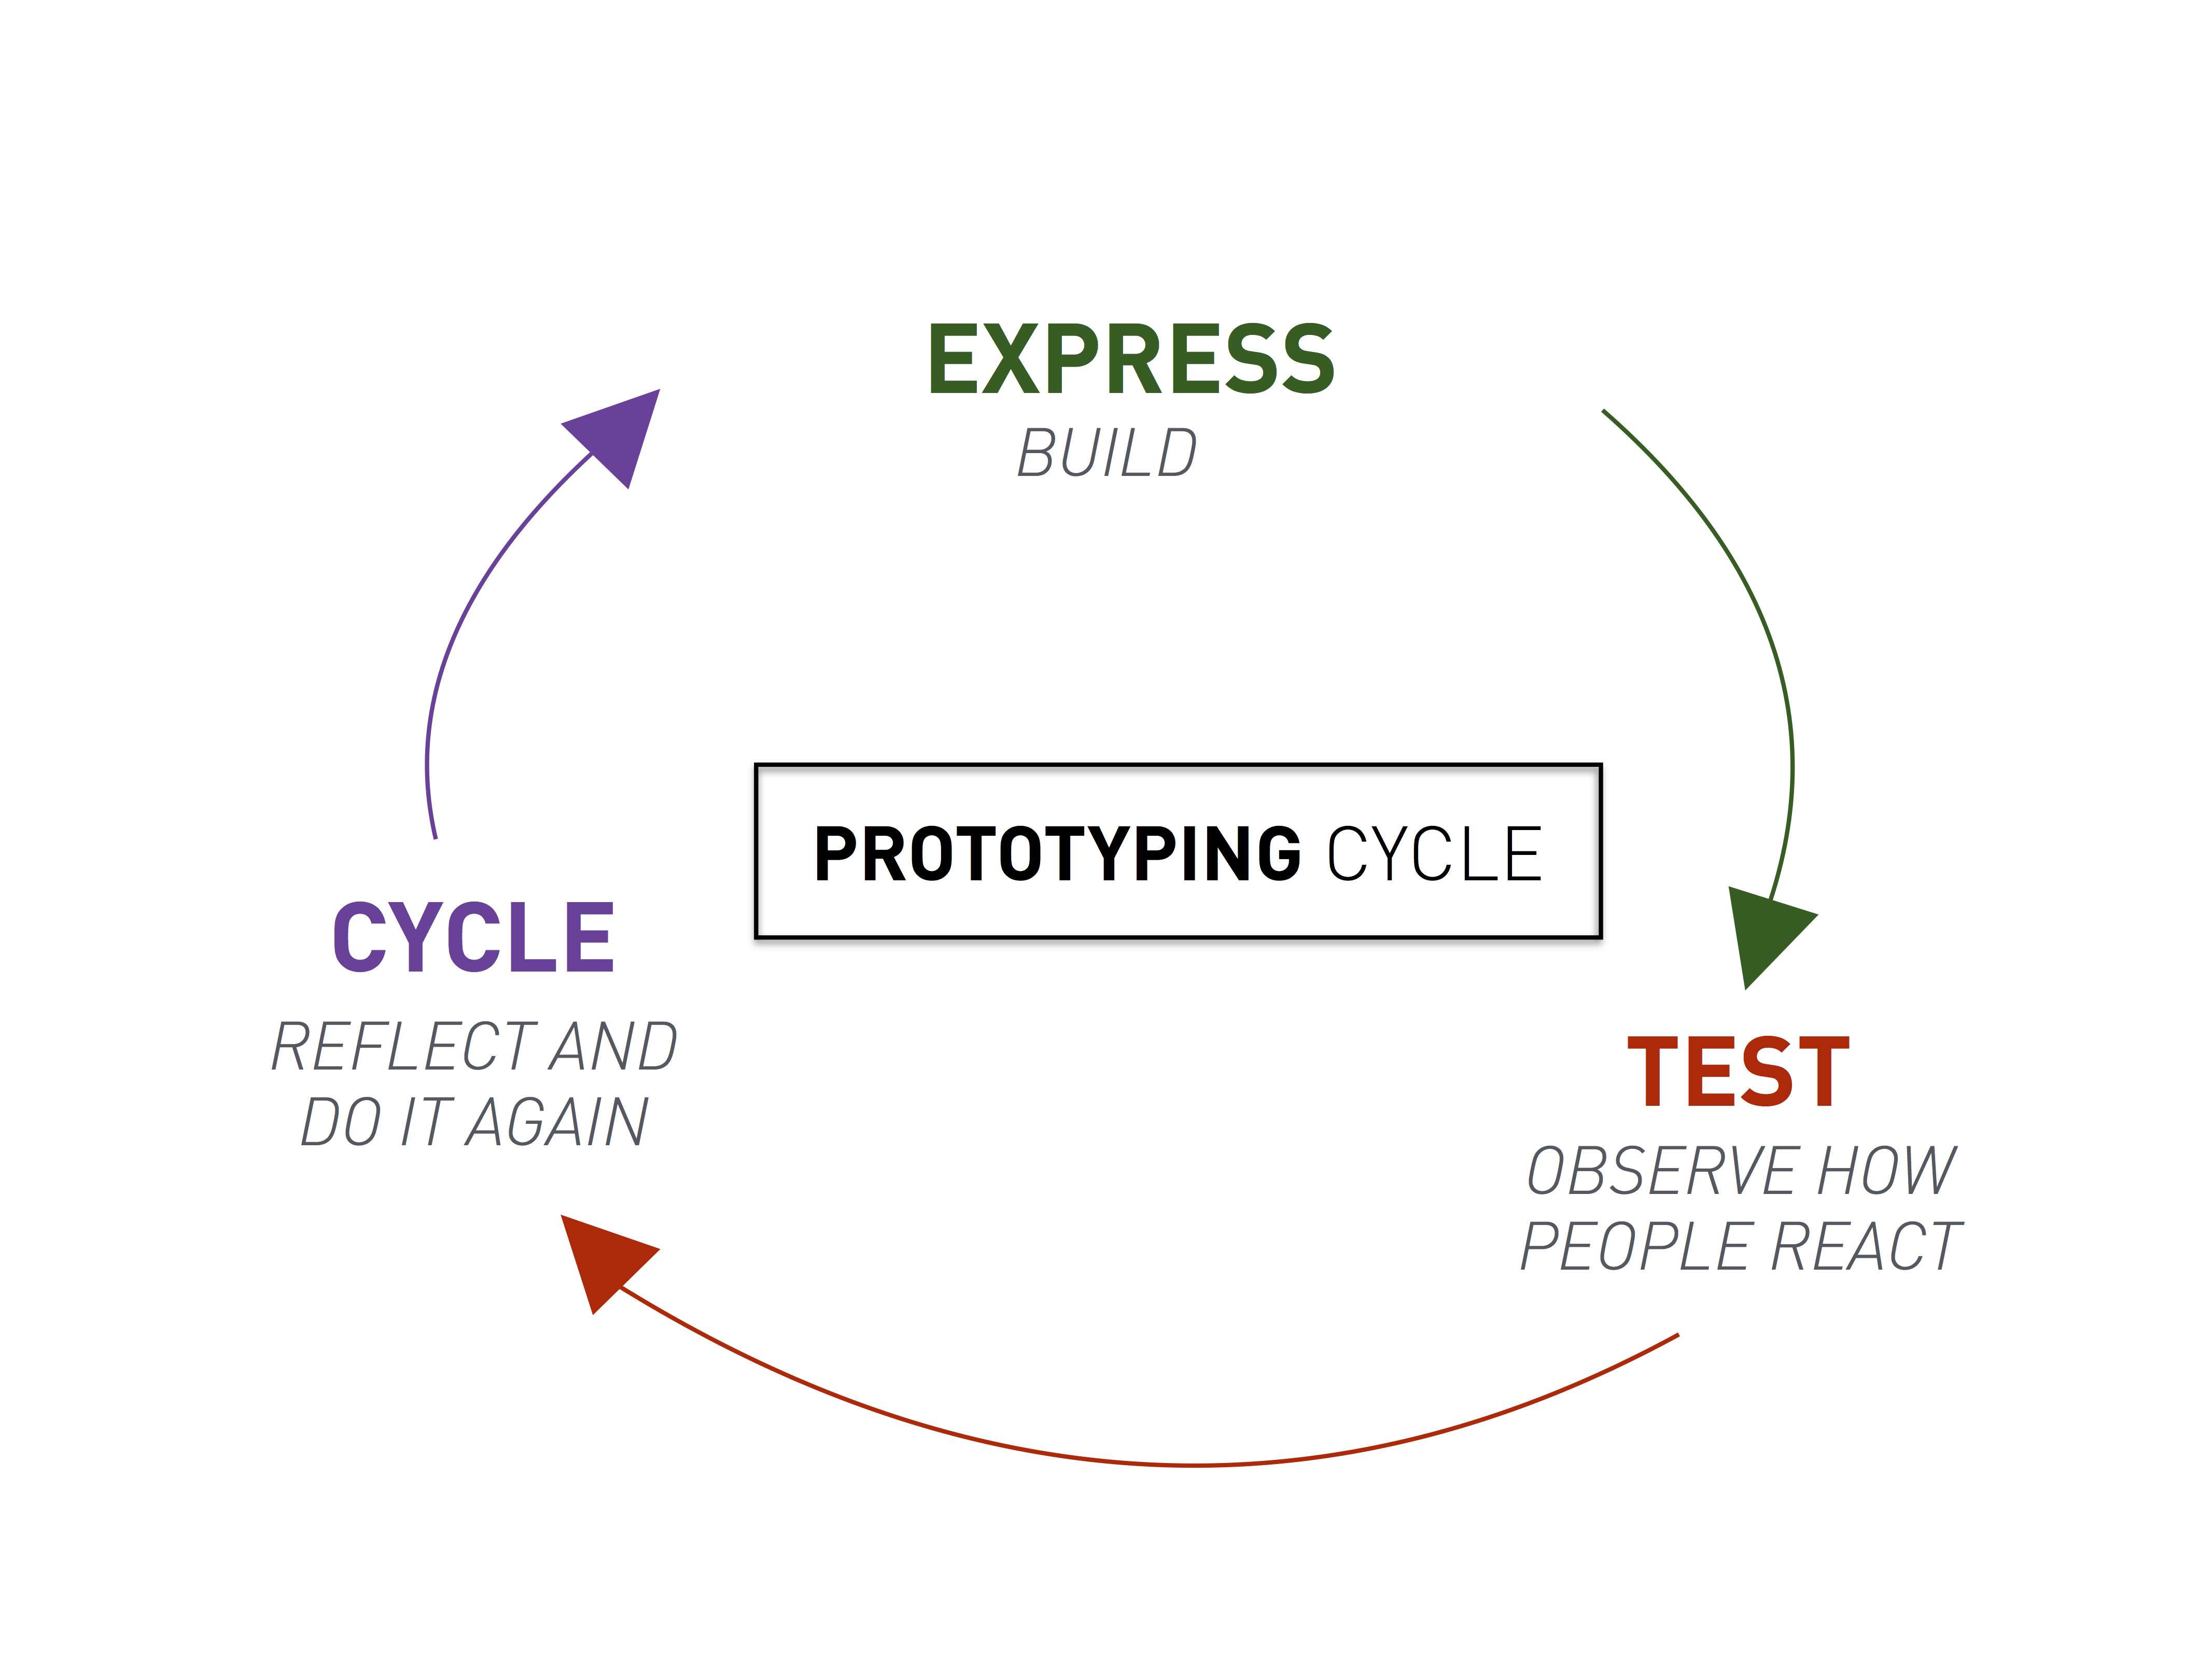 EXPRESS
BUILD
PROTOTYPING CYCLE
CYCLE
REFLECT AND
DO IT AGAIN
TEST
OBSERVE HOW
PEOPLE REACT